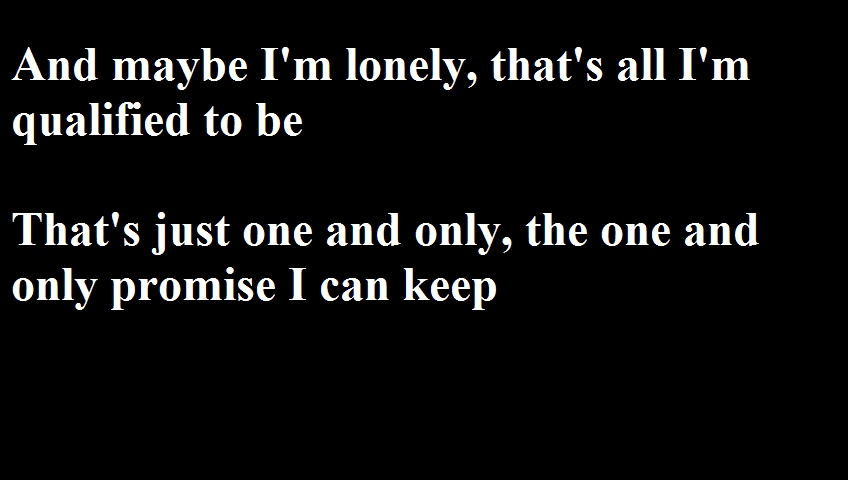 And maybe I'm lonely, that's all I'm
qualified to be
That's just one and only, the one and
only promise I can keep